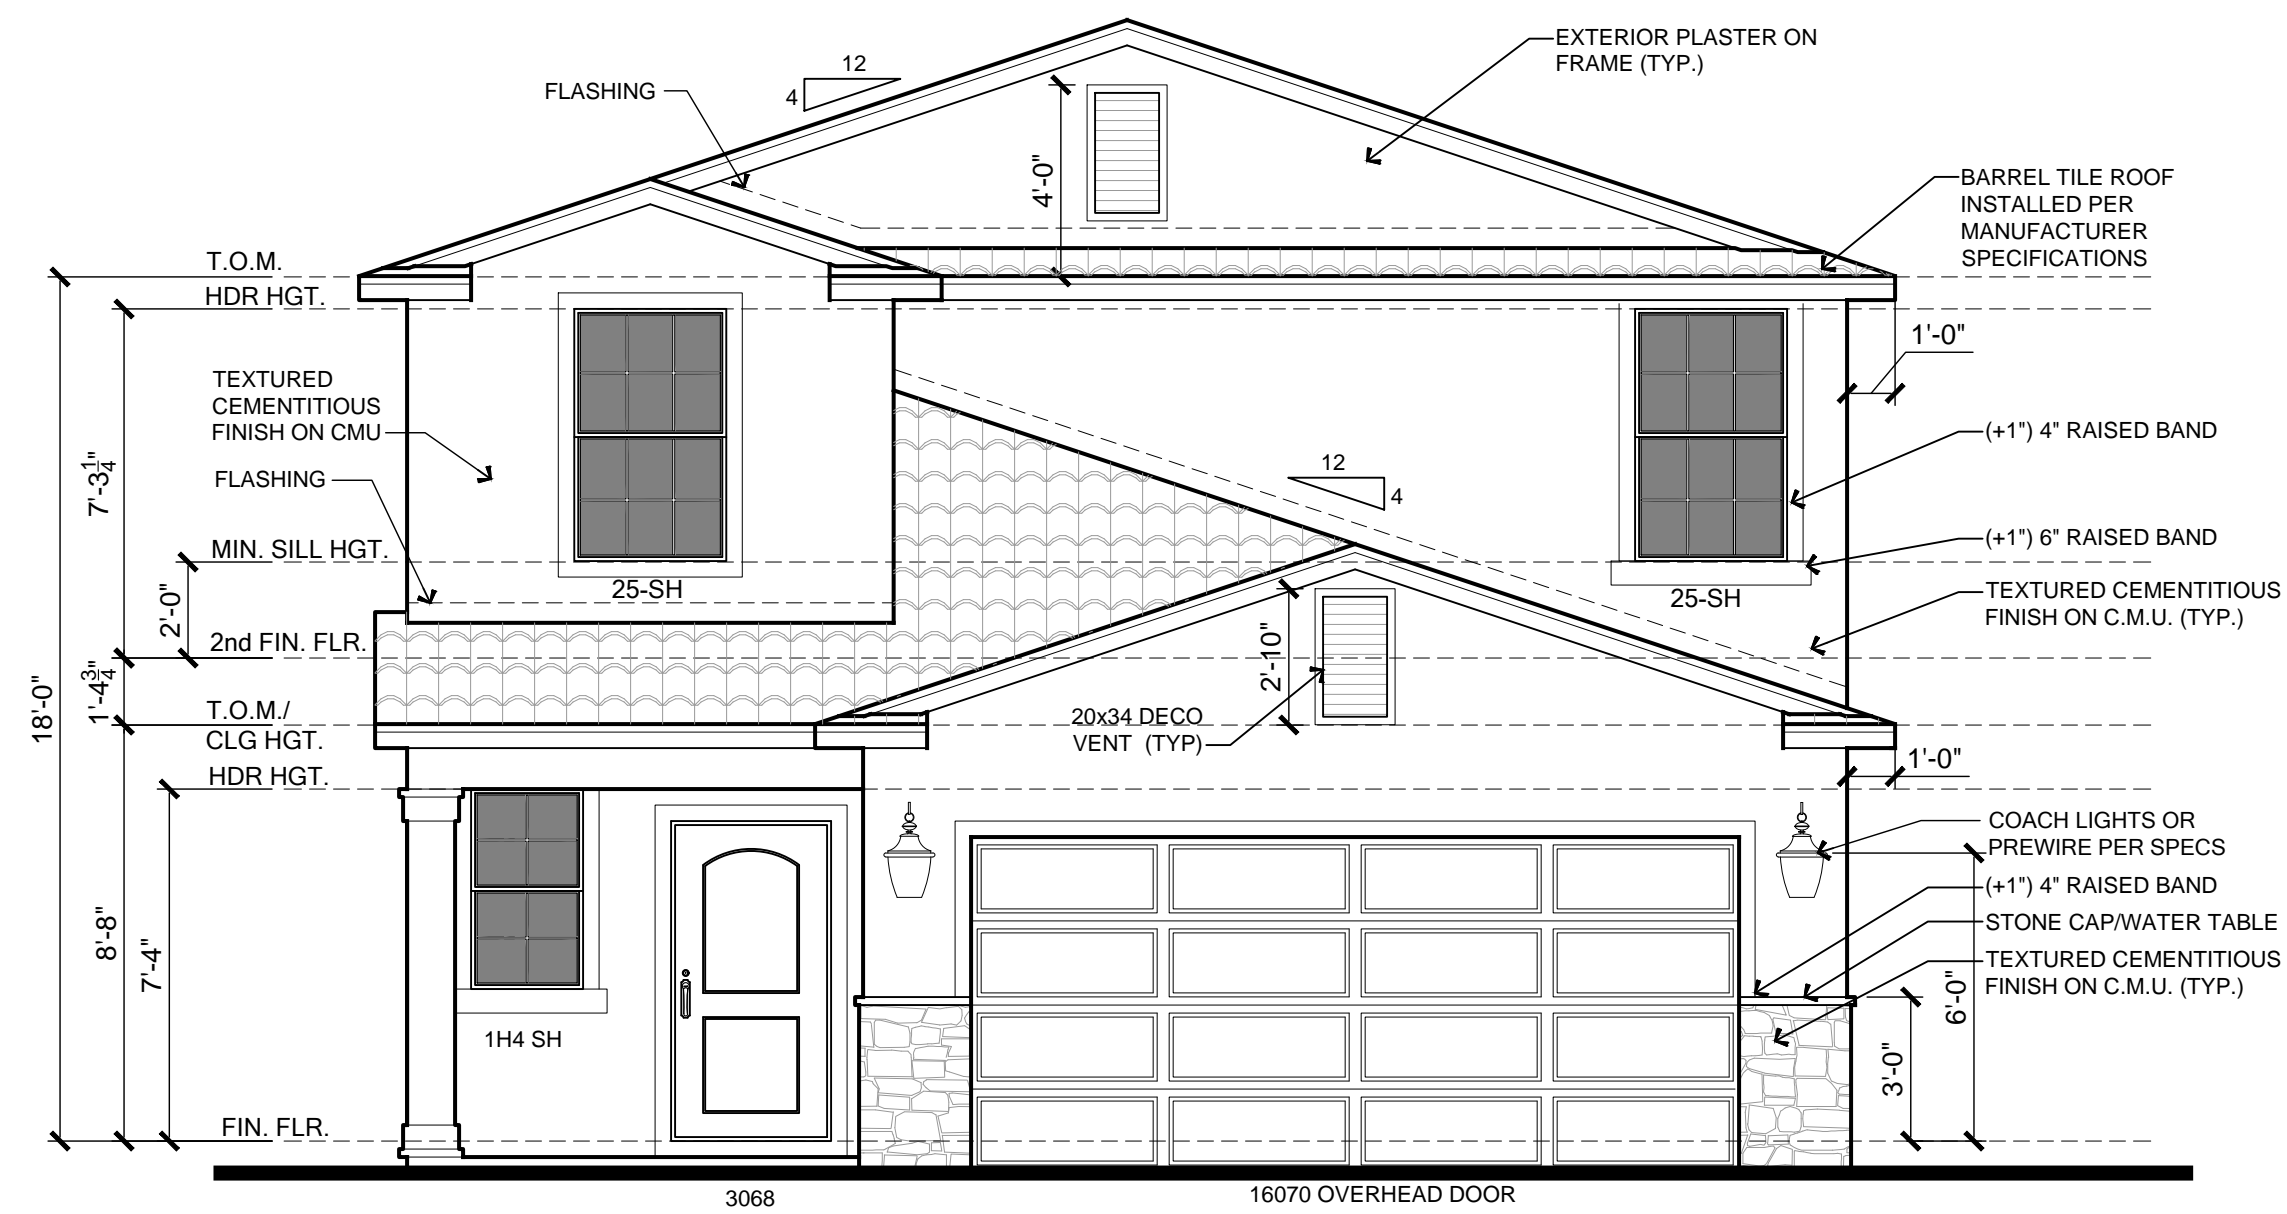 EXTERIOR PLASTER ON
FRAME (TYP.)
12
4
FLASHING
4'-0"
BARREL TILE ROOF
INSTALLED PER
MANUFACTURER
SPECIFICATIONS
T.O.M.
HDR HGT.
1'-0"
TEXTURED
CEMENTITIOUS
FINISH ON CMU
FLASHING
7'-3 1/4"
12
4
(+1") 4" RAISED BAND
(+1") 6" RAISED BAND
MIN. SILL HGT.
25-SH
25-SH
TEXTURED CEMENTITIOUS
FINISH ON C.M.U. (TYP.)
2'-0"
2nd FIN. FLR.
2'-10"
1'-4 3/4"
18'-0"
T.O.M./
CLG HGT.
20x34 DECO
VENT (TYP)
HDR HGT.
1'-0"
COACH LIGHTS OR
PREWIRE PER SPECS
(+1") 4" RAISED BAND
STONE CAP/WATER TABLE
TEXTURED CEMENTITIOUS
FINISH ON C.M.U. (TYP.)
8'-8"
7'-4"
6'-0"
3'-0"
1H4 SH
FIN. FLR.
3068
16070 OVERHEAD DOOR